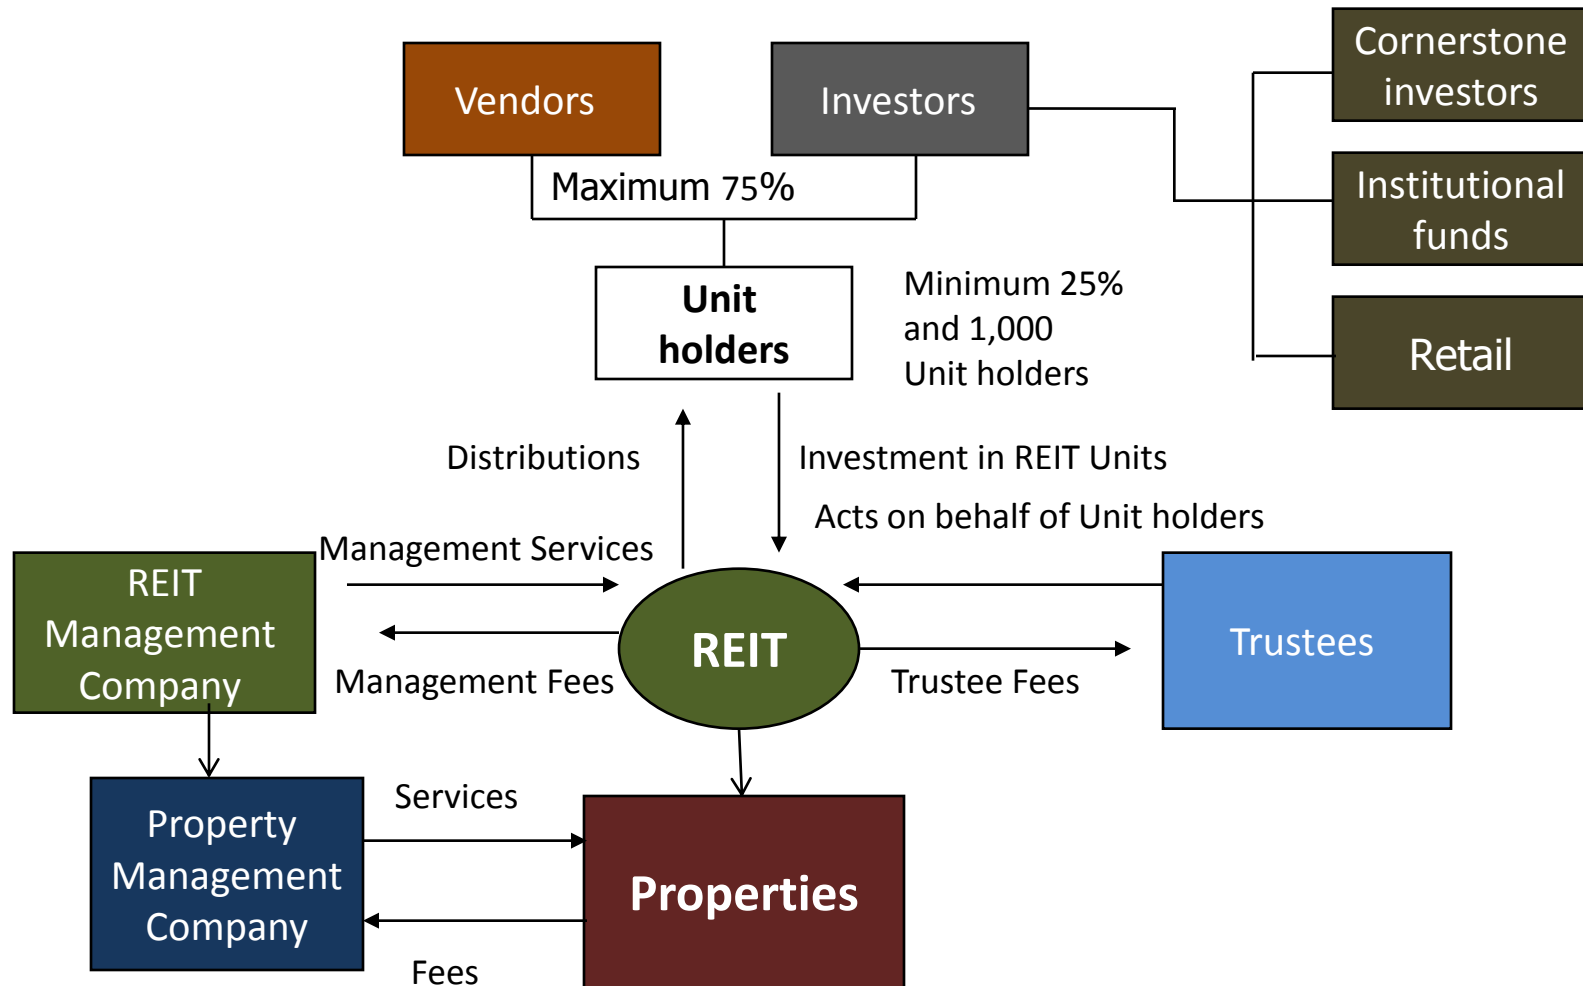 Vendors
Investors
Cornerstone
investors
Maximum 75%
Institutional
funds
Unit
holders
Minimum 25%
and 1,000
Unit holders
Retail
Distributions
Investment in REIT Units
Acts on behalf of Unit holders
Management Services
REIT
Management
Company
REIT
Trustees
Management Fees
Trustee Fees
Services
Property
Management
Company
Properties
Fees